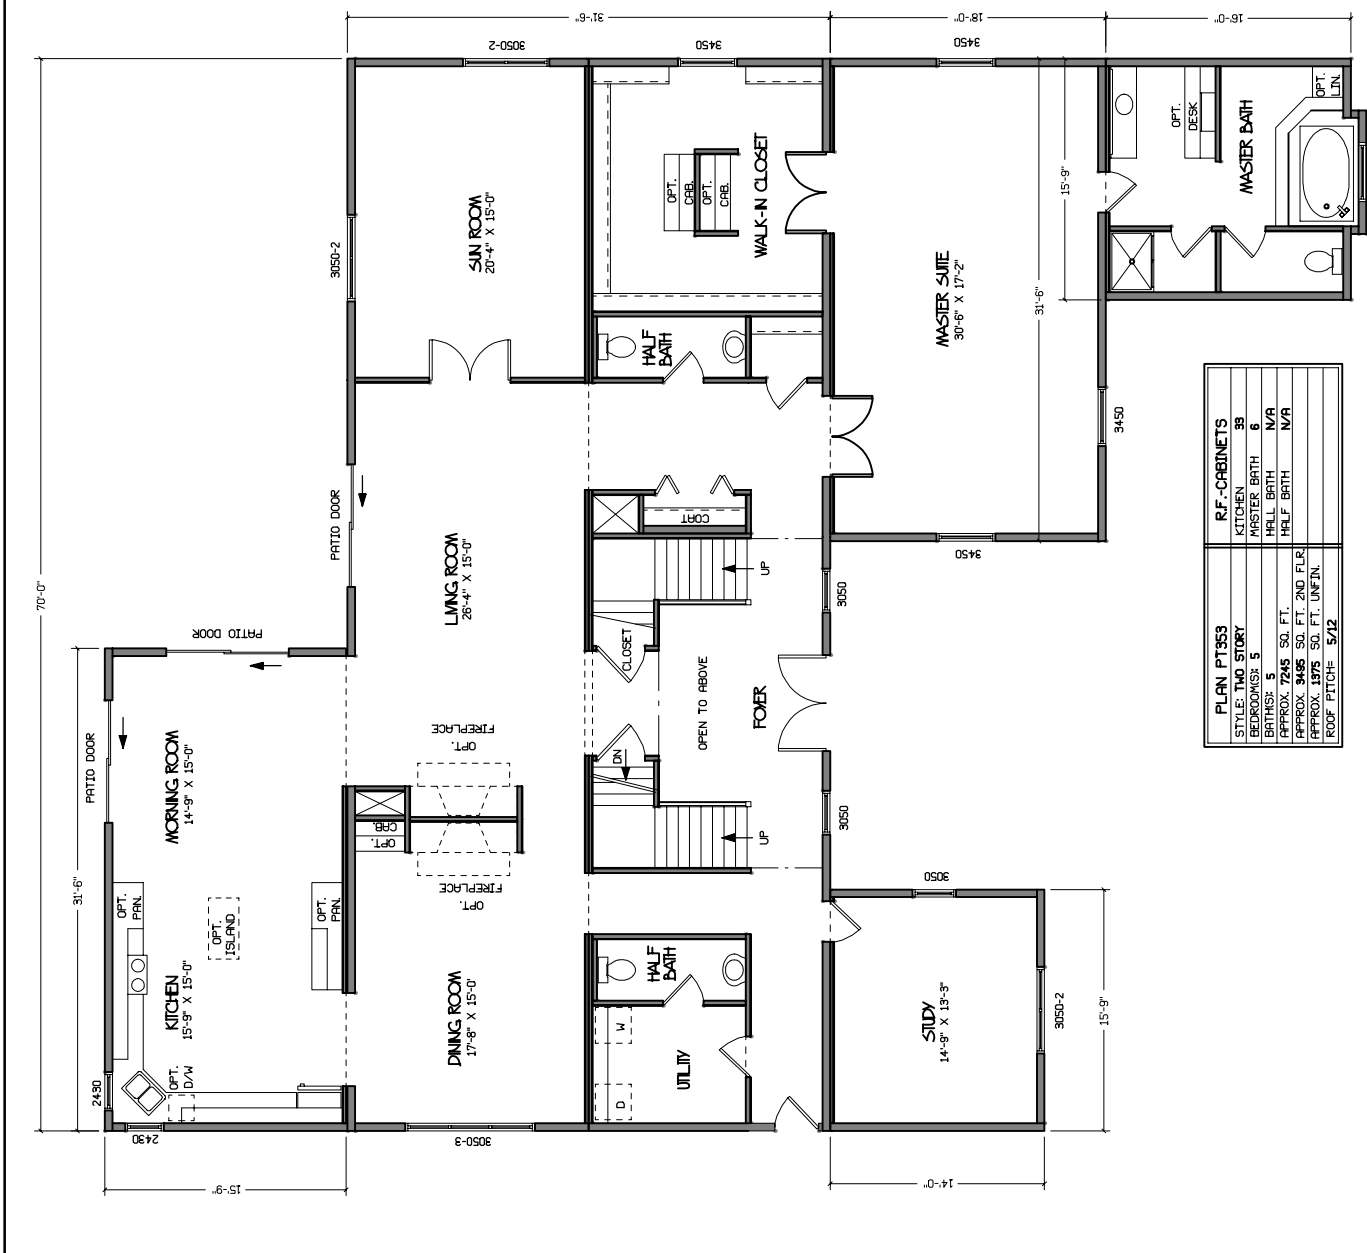 70'-0"
31'-6"
18'-0"
16'-0"
3050-2
3450
3450
SUN ROOM
20'-4" X 15'-0"
3050-2
OPT.
CAB.
OPT.
CAB.
WALK-IN CLOSET
MASTER SUITE
30'-6" X 17'-2"
31'-6"
15'-9"
OPT.
DESK
MASTER BATH
OPT.
LIN.
HALF
BATH
3450
3450
PATIO DOOR
LIVING ROOM
26'-4" X 15'-0"
COAT
UP
CLOSET
OPEN TO ABOVE
FOYER
3050
DN
UP
3050
PATIO DOOR
PATIO DOOR
31'-6"
MORNING ROOM
14'-9" X 15'-0"
OPT.
FIREPLACE
OPT.
CAB.
OPT.
FIREPLACE
OPT.
PAN.
OPT.
ISLAND
OPT.
PAN.
KITCHEN
15'-9" X 15'-0"
OPT.
D/W
2430
2430
15'-9"
DINING ROOM
17'-8" X 15'-0'
3050-3
HALF
BATH
W
D
UTILITY
3050
STUDY
14'-9" X 13'-3"
3050-2
15'-9"
14'-0"
PLAN PT353
STYLE: TWO STORY
BEDROOM(S): 5
BATH(S): 5
APPROX. 7245 SQ. FT.
APPROX. 3495 SQ. FT. 2ND FLR.
APPROX. 1375 SQ. FT. UNFIN.
ROOF PITCH= 5/12
R.F.-CABINETS
KITCHEN 33
MASTER BATH 6
HALL BATH N/A
HALF BATH N/A